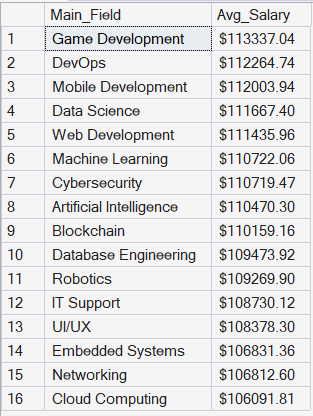 Main_Field Avg_Salary
1 Game Development $113337.04
2 DevOps $112264.74
3 Mobile Development $112003.94
4 Data Science $111667.40
5 Web Development $111435.96
6 Machine Learning $110722.06
7 Cybersecurity $110719.47
8 Artificial Intelligence $110470.30
9 Blockchain $110159.16
10 Database Engineering $109473.92
11 Robotics $109269.90
12 IT Support $108730.12
13 UI/UX $108378.30
14 Embedded Systems $106831.36
15 Networking $106812.60
16 Cloud Computing $106091.81